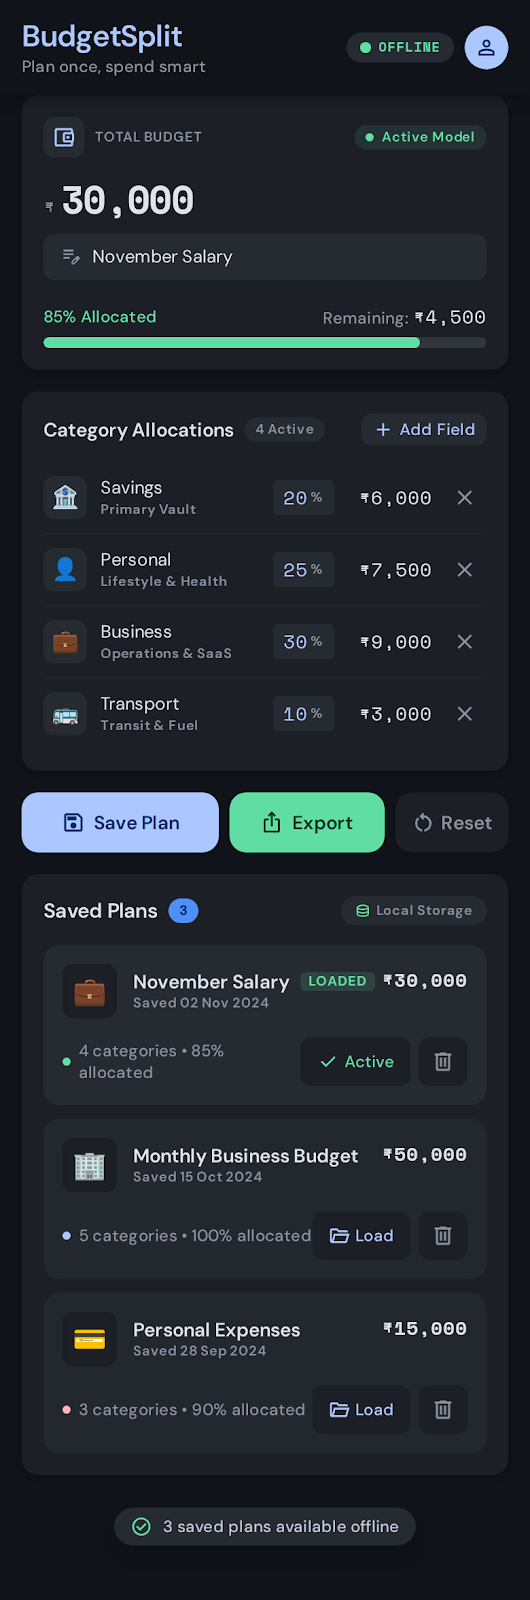 BudgetSplit
Plan once, spend smart
OFFLINE
TOTAL BUDGET
Active Model
₹ 30,000
November Salary
85% Allocated
Remaining: ₹4,500
Category Allocations
4 Active
+ Add Field
Savings
Primary Vault
20 %
₹6,000
Personal
Lifestyle & Health
25 %
₹7,500
Business
Operations & SaaS
30 %
₹9,000
Transport
Transit & Fuel
10 %
₹3,000
Save Plan
Export
Reset
Saved Plans
3
Local Storage
November Salary
LOADED
₹30,000
Saved 02 Nov 2024
4 categories • 85%
allocated
Active
Monthly Business Budget
₹50,000
Saved 15 Oct 2024
5 categories • 100% allocated
Load
Personal Expenses
₹15,000
Saved 28 Sep 2024
3 categories • 90% allocated
Load
3 saved plans available offline